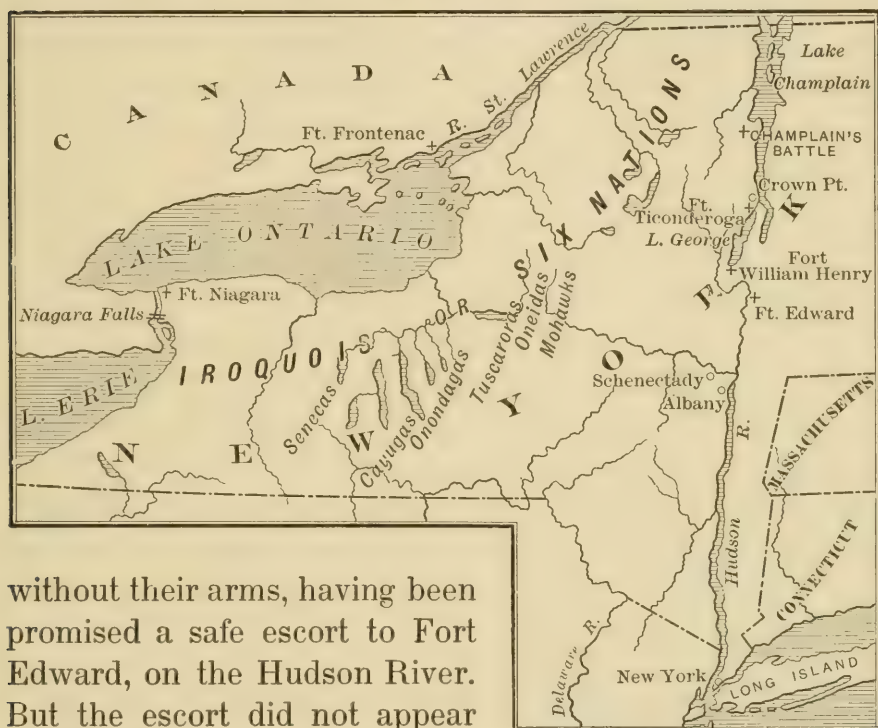 CANADA
R. St. Lawrence
Lake
Champlain
Ft. Frontenac
CHAMPLAIN'S
BATTLE
Crown Pt.
Ft.
Ticonderoga
L. George
LAKE ONTARIO
IROQUOIS OR SIX NATIONS
Fort
William Henry
Ft. Niagara
Niagara Falls
Ft. Edward
Tuscaroras
Oneidas
Mohawks
L. ERIE
Senecas
Cayugas
Onondagas
Schenectady
Albany
NEW YORK
MASSACHUSETTS
Hudson R.
CONNECTICUT
Delaware R.
New York
LONG ISLAND
without their arms, having been
promised a safe escort to Fort
Edward, on the Hudson River.
But the escort did not appear